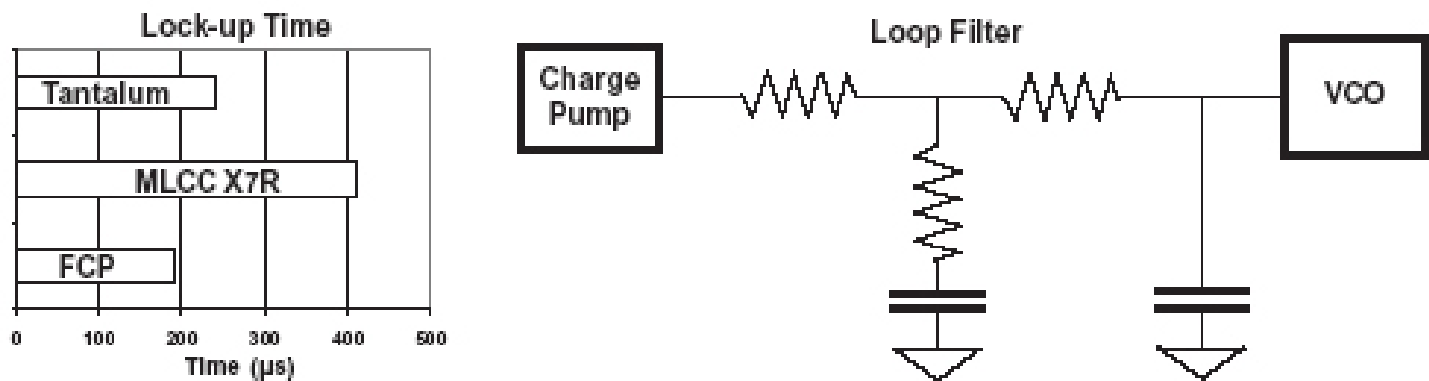 Lock-up Time
Tantalum
MLCC X7R
FCP
0 100 200 300 400 500
Time (µs)
Loop Filter
Charge
Pump
VCO